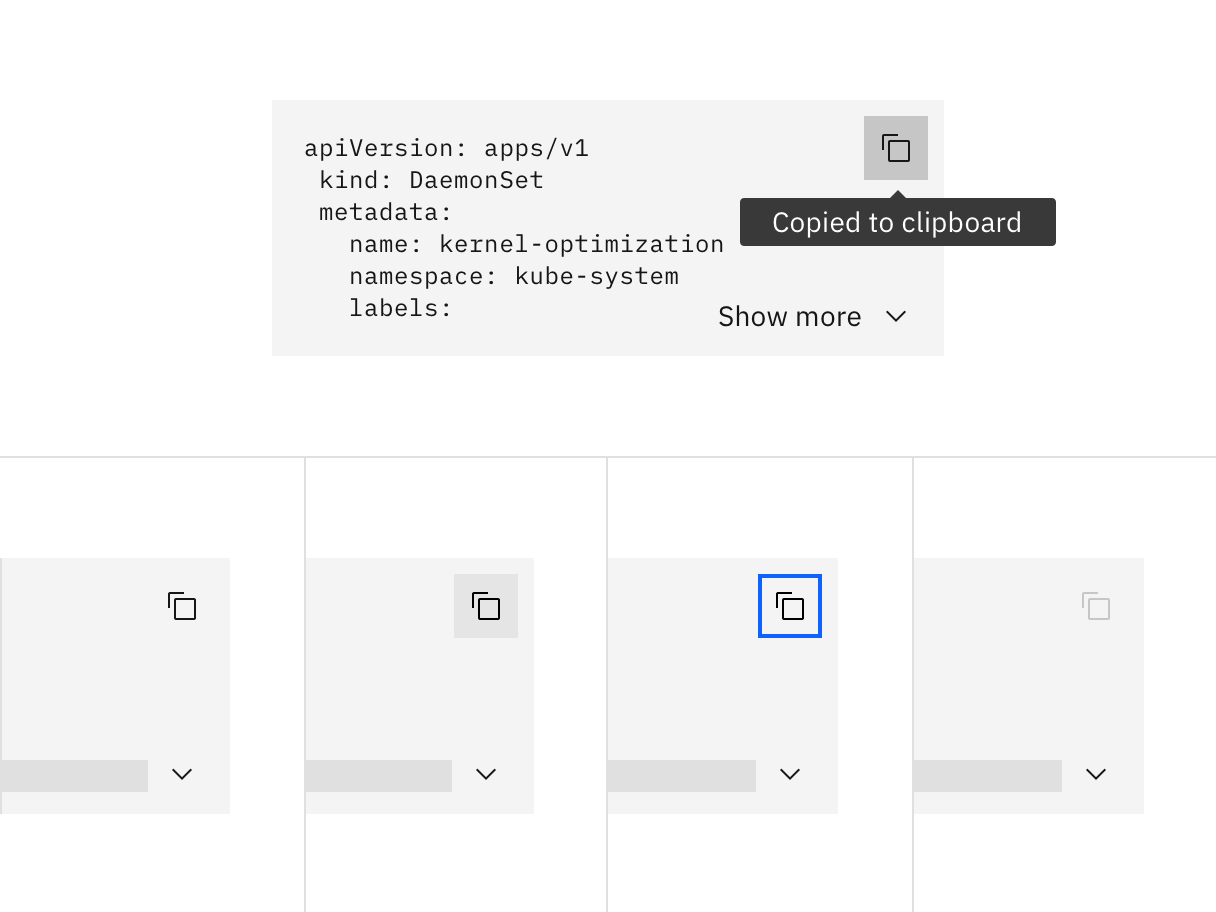 apiVersion: apps/v1
 kind: DaemonSet
 metadata:
   name: kernel-optimization
   namespace: kube-system
   labels:
Copied to clipboard
Show more